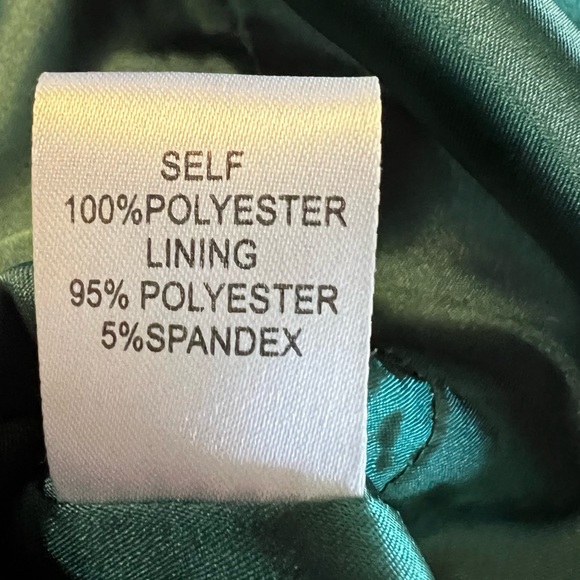 SELF
100%POLYESTER
LINING
95% POLYESTER
5%SPANDEX